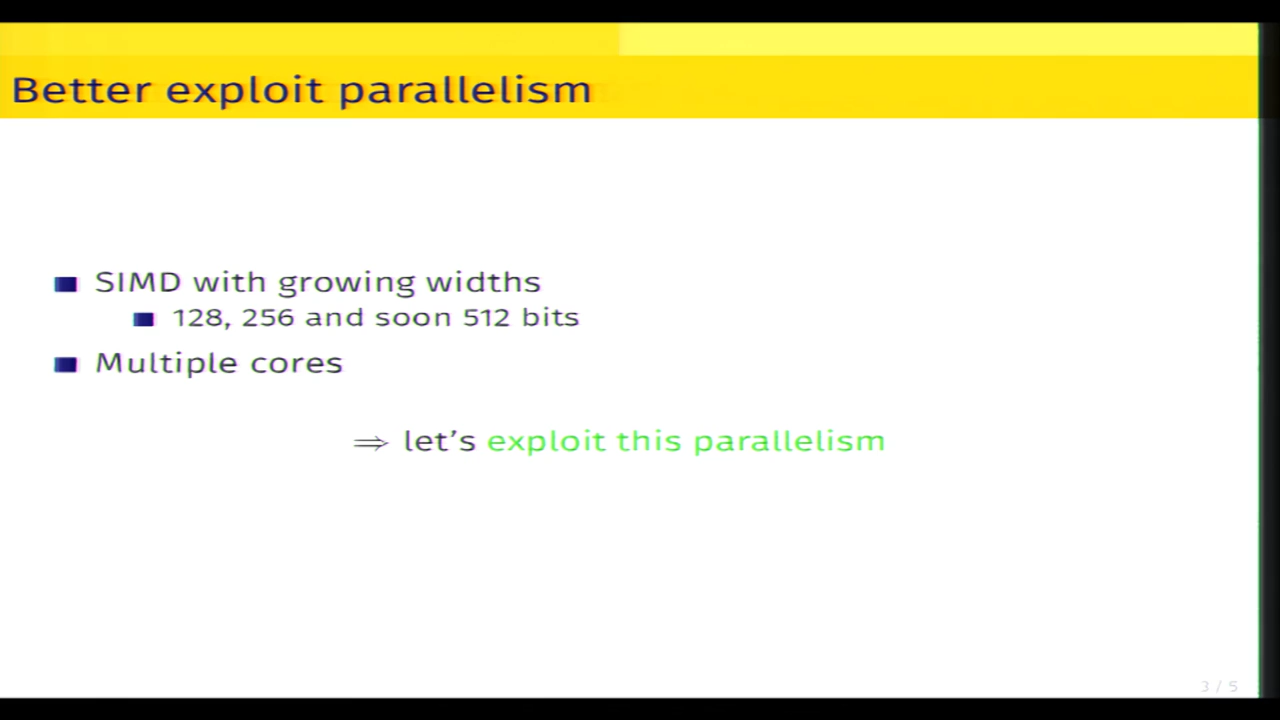 Better exploit parallelism
SIMD with growing widths
128, 256 and soon 512 bits
Multiple cores
⇒ let's exploit this parallelism
3 / 5